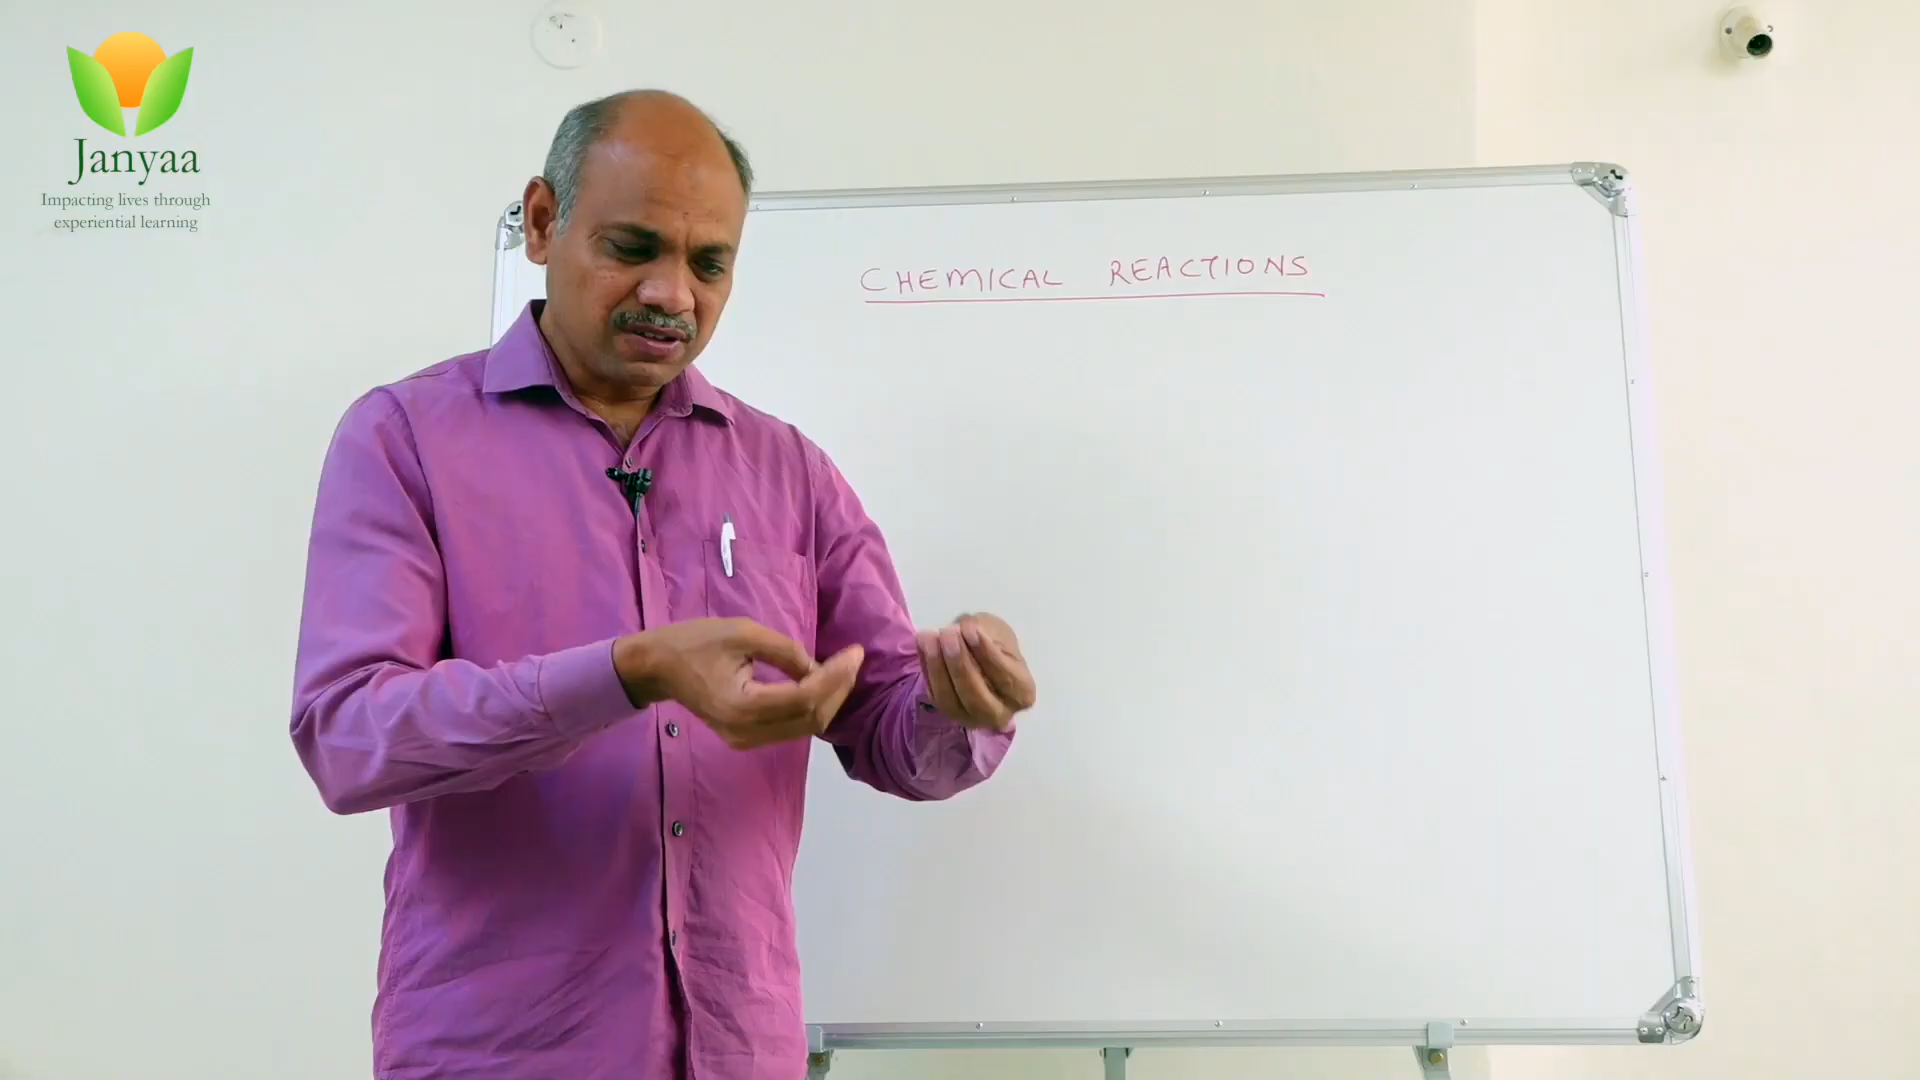 Janyaa
Impacting lives through
experiential learning
CHEMICAL REACTIONS